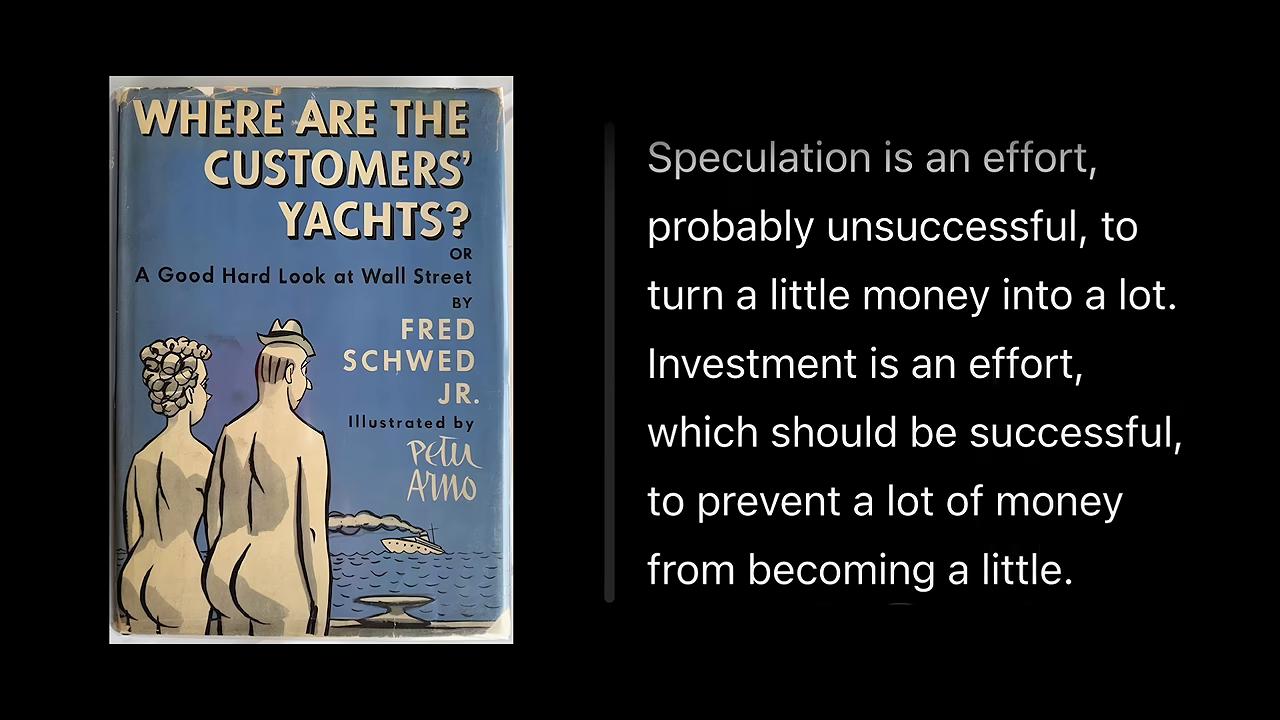 WHERE ARE THE
CUSTOMERS'
YACHTS?
OR
A Good Hard Look at Wall Street
BY
FRED
SCHWED
JR.
Illustrated by
Peter
Arno
Speculation is an effort,
probably unsuccessful, to
turn a little money into a lot.
Investment is an effort,
which should be successful,
to prevent a lot of money
from becoming a little.